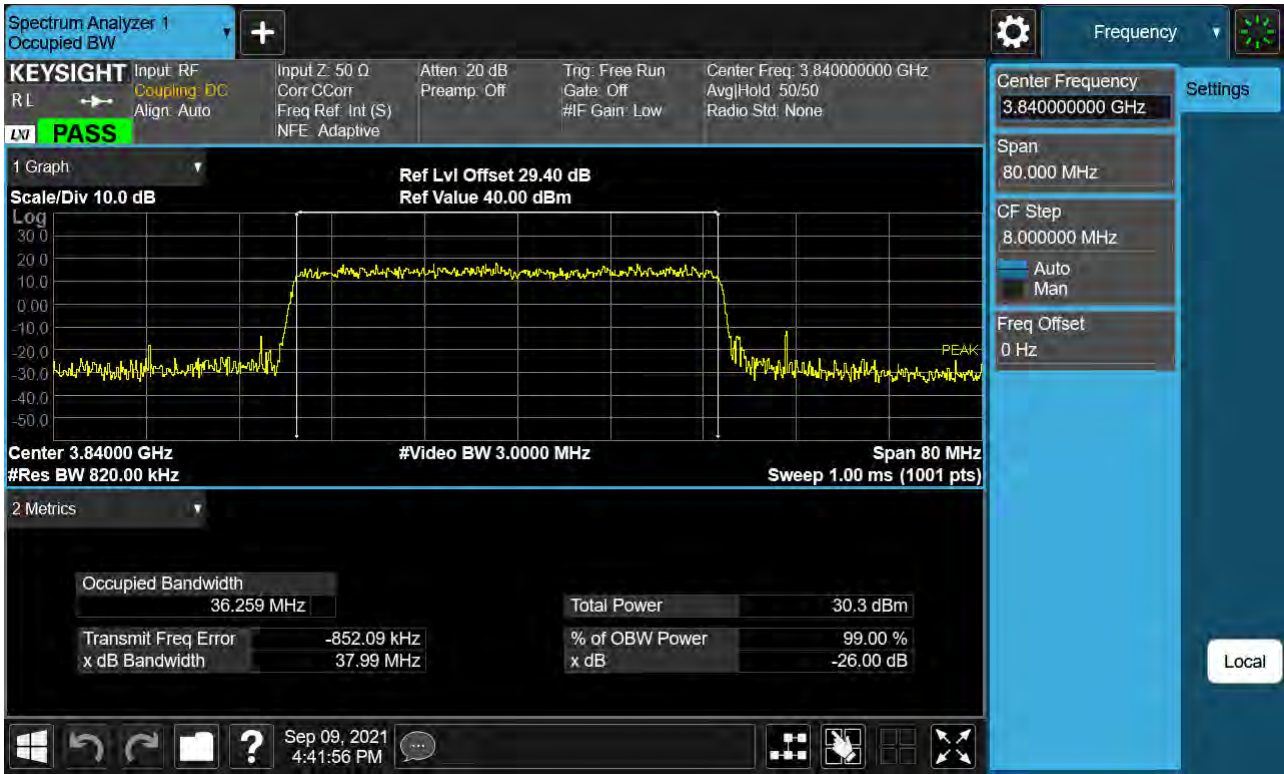 Spectrum Analyzer 1
Occupied BW
+
Frequency
KEYSIGHT
RL
LXI PASS
Input: RF
Coupling: DC
Align: Auto
Input Z: 50 Ω
Corr CCorr
Freq Ref: Int (S)
NFE: Adaptive
Atten: 20 dB
Preamp: Off
Trig: Free Run
Gate: Off
#IF Gain: Low
Center Freq: 3.840000000 GHz
Avg|Hold: 50/50
Radio Std: None
Center Frequency
3.840000000 GHz
Settings
Span
80.000 MHz
CF Step
8.000000 MHz
Auto
Man
Freq Offset
0 Hz
1 Graph
Scale/Div 10.0 dB
Ref Lvl Offset 29.40 dB
Ref Value 40.00 dBm
Log
30.0
20.0
10.0
0.00
-10.0
-20.0
-30.0
-40.0
-50.0
PEAK
Center 3.84000 GHz
#Video BW 3.0000 MHz
Span 80 MHz
#Res BW 820.00 kHz
Sweep 1.00 ms (1001 pts)
2 Metrics
Occupied Bandwidth
36.259 MHz
Total Power 30.3 dBm
Transmit Freq Error -852.09 kHz
% of OBW Power 99.00 %
x dB Bandwidth 37.99 MHz
x dB -26.00 dB
Local
?
Sep 09, 2021
4:41:56 PM